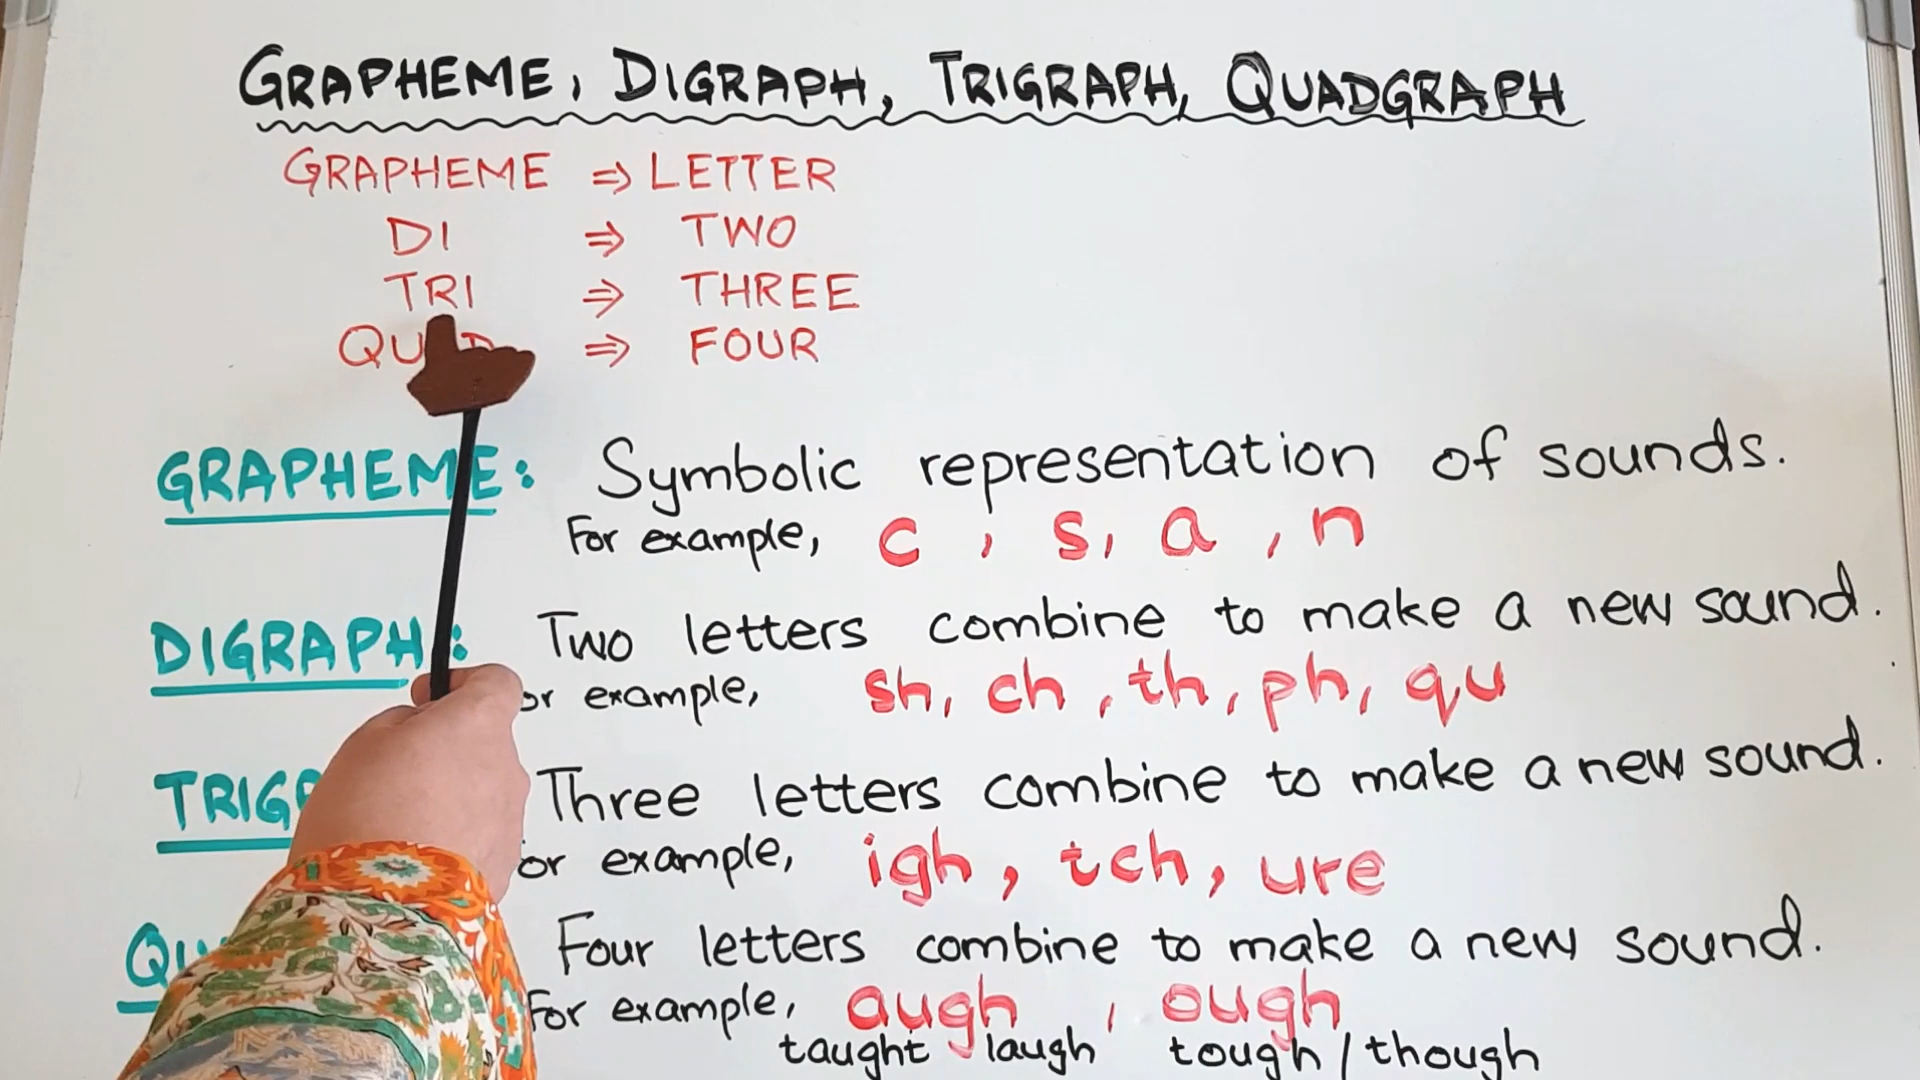 GRAPHEME, DIGRAPH, TRIGRAPH, QUADGRAPH
GRAPHEME ⇒ LETTER
DI ⇒ TWO
TRI ⇒ THREE
⇒ FOUR
GRAPHEME: Symbolic representation of sounds.
For example, c, s, a, n
DIGRAPH: Two letters combine to make a new sound.
example, sh, ch, th, ph, qu
Three letters combine to make a new sound.
example, igh, tch, ure
Four letters combine to make a new sound.
For example, augh, ough
taught laugh tough/though